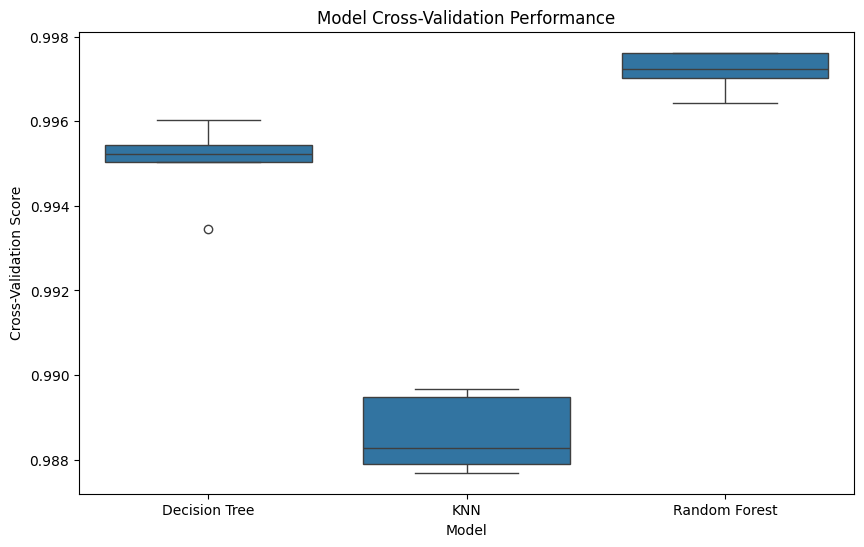 Model Cross-Validation Performance
Cross-Validation Score
0.998
0.996
0.994
0.992
0.990
0.988
Decision Tree
KNN
Random Forest
Model